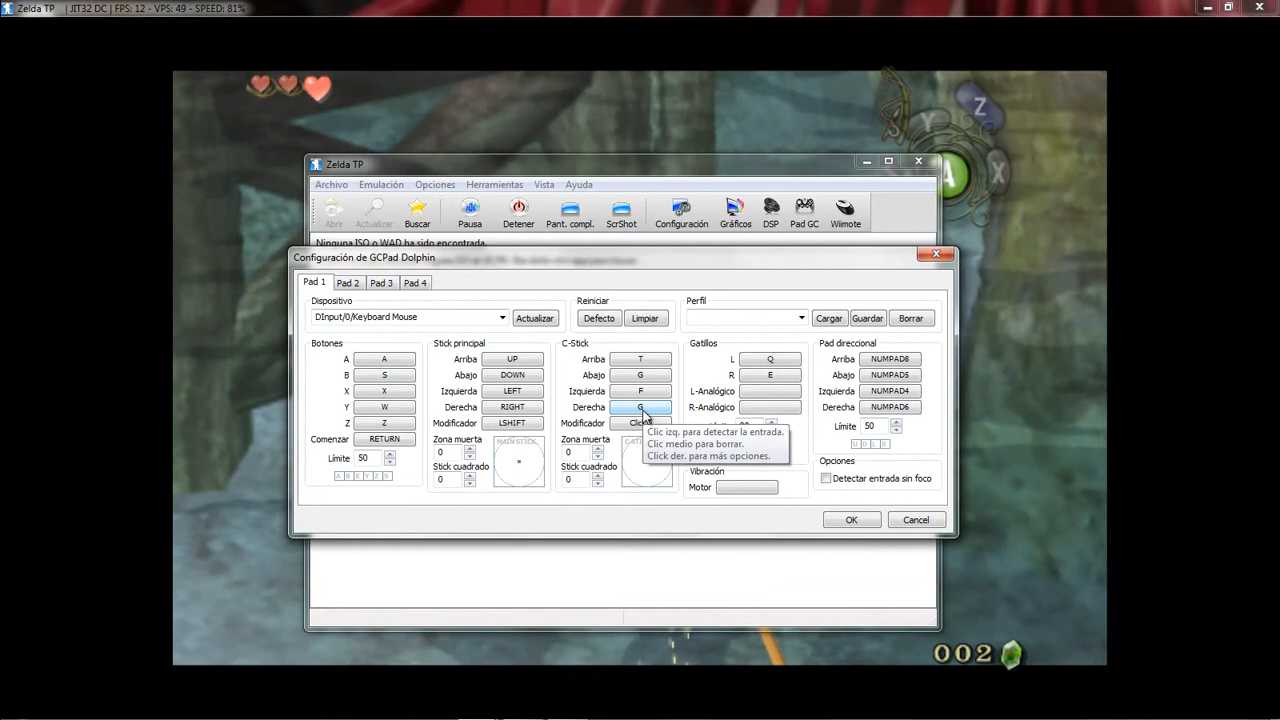 Zelda TP | JIT32 DC | FPS: 12 - VPS: 49 - SPEED: 81%
Z
Y
X
A
Zelda TP
Archivo Emulación Opciones Herramientas Vista Ayuda
Abrir Actualizar Buscar Pausa Detener Pant. compl. ScrShot Configuración Gráficos DSP Pad GC Wiimote
Ninguna ISO o WAD ha sido encontrada.
Configuración de GCPad Dolphin
Pad 1 Pad 2 Pad 3 Pad 4
Dispositivo
DInput/0/Keyboard Mouse
Actualizar
Reiniciar
Defecto Limpiar
Perfil
Cargar Guardar Borrar
Botones
A A
B S
X X
Y W
Z Z
Comenzar RETURN
Límite 50
A B X Y Z S
Stick principal
Arriba UP
Abajo DOWN
Izquierda LEFT
Derecha RIGHT
Modificador LSHIFT
Zona muerta
0
Stick cuadrado
0
MAIN STICK
C-Stick
Arriba T
Abajo G
Izquierda F
Derecha G
Modificador
Zona muerta
0
Stick cuadrado
0
Clic izq. para detectar la entrada.
Clic medio para borrar.
Click der. para más opciones.
Gatillos
L Q
R E
L-Analógico
R-Analógico
Vibración
Motor
Pad direccional
Arriba NUMPAD8
Abajo NUMPAD5
Izquierda NUMPAD4
Derecha NUMPAD6
Límite 50
U D L R
Opciones
Detectar entrada sin foco
OK Cancel
002